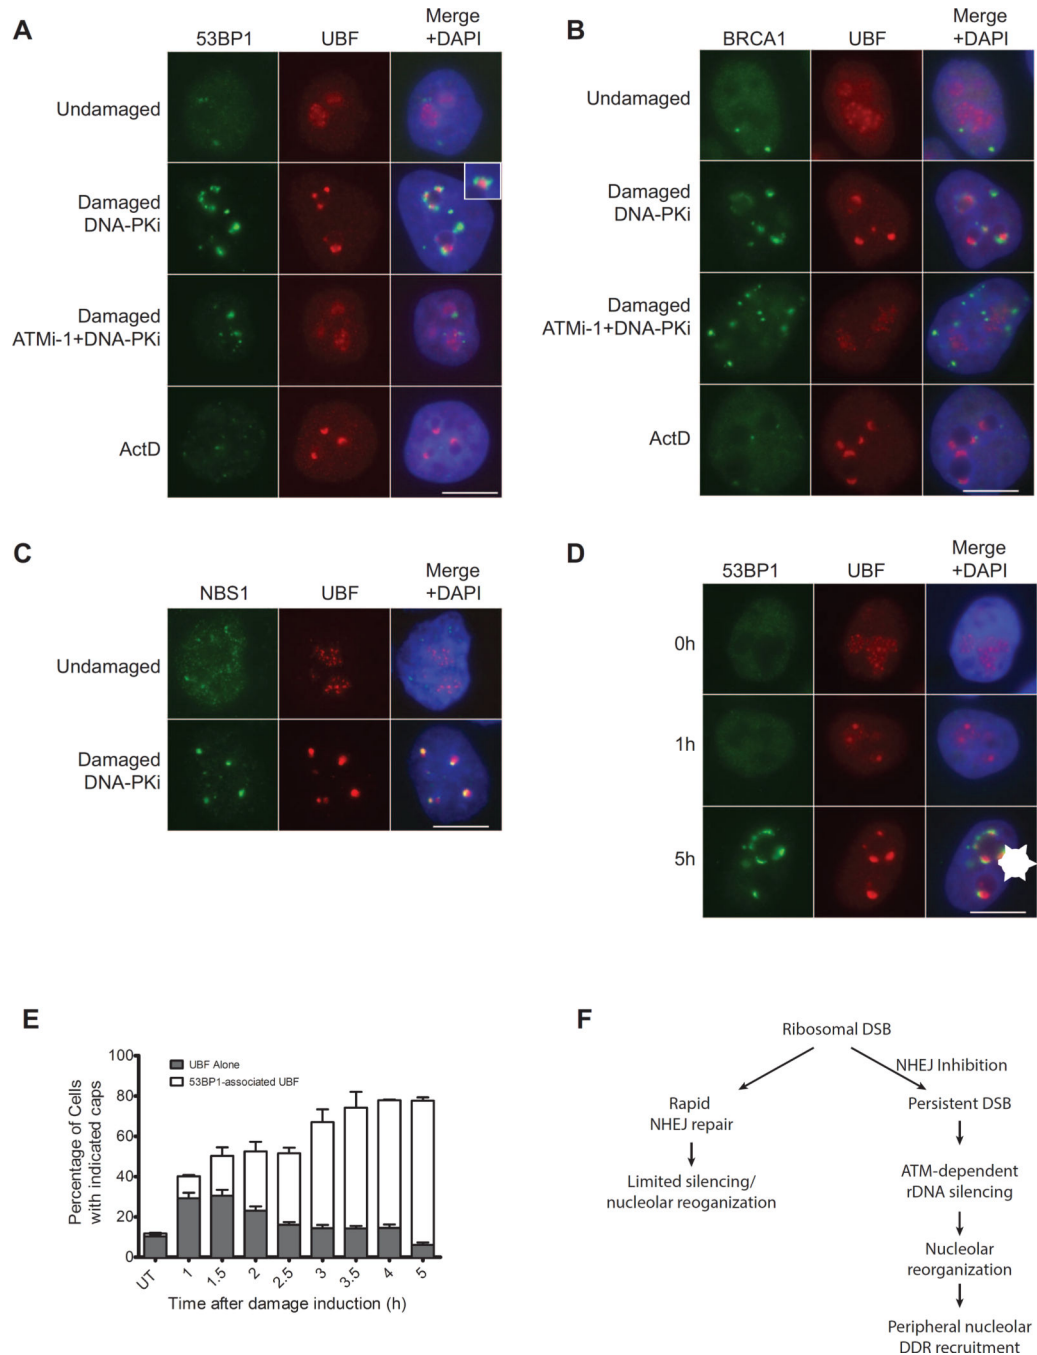 A
53BP1
UBF
Merge
+DAPI
Undamaged
Damaged
DNA-PKi
Damaged
ATMi-1+DNA-PKi
ActD
B
BRCA1
UBF
Merge
+DAPI
Undamaged
Damaged
DNA-PKi
Damaged
ATMi-1+DNA-PKi
ActD
C
NBS1
UBF
Merge
+DAPI
Undamaged
Damaged
DNA-PKi
D
53BP1
UBF
Merge
+DAPI
0h
1h
5h
E
Percentage of Cells
with indicated caps
100
80
60
40
20
0
UBF Alone
53BP1-associated UBF
UT
1
1.5
2
2.5
3
3.5
4
5
Time after damage induction (h)
F
Ribosomal DSB
NHEJ Inhibition
Rapid
NHEJ repair
Limited silencing/
nucleolar reoganization
Persistent DSB
ATM-dependent
rDNA silencing
Nucleolar
reorganization
Peripheral nucleolar
DDR recruitment